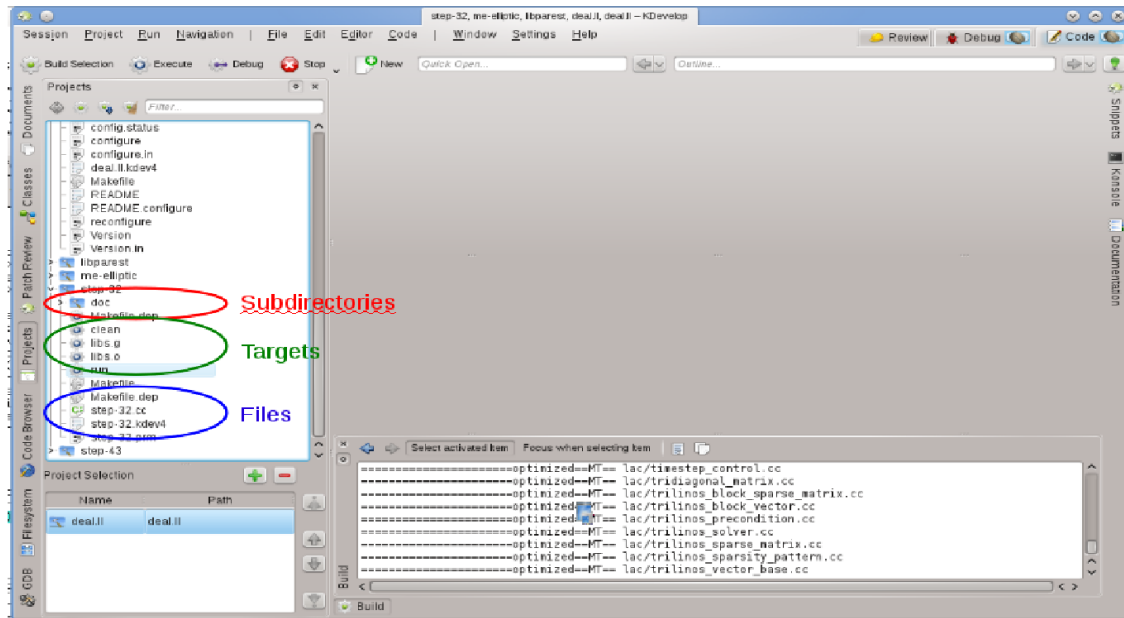 step-32, me-elliptic, libparest, deal.II, deal.II – KDevelop
Session Project Run Navigation | File Edit Editor Code | Window Settings Help
Review Debug Code
Build Selection Execute Debug Stop New Quick Open... Outline...
Projects
Filter...
config.status
configure
configure.in
deal.II.kdev4
Makefile
README
README.configure
reconfigure
Version
Version.in
libparest
me-elliptic
step-32
doc
Makefile.dep
clean
libs.g
libs.o
run
Makefile
Makefile.dep
step-32.cc
step-32.kdev4
step-32.prm
step-43
Subdirectories
Targets
Files
Project Selection
Name Path
deal.II deal.II
Documents
Classes
Patch Review
Projects
Code Browser
Filesystem
GDB
Snippets
Konsole
Documentation
Select activated item Focus when selecting item
======================optimized==MT== lac/timestep_control.cc
======================optimized==MT== lac/tridiagonal_matrix.cc
======================optimized==MT== lac/trilinos_block_sparse_matrix.cc
======================optimized==MT== lac/trilinos_block_vector.cc
======================optimized==MT== lac/trilinos_precondition.cc
======================optimized==MT== lac/trilinos_solver.cc
======================optimized==MT== lac/trilinos_sparse_matrix.cc
======================optimized==MT== lac/trilinos_sparsity_pattern.cc
======================optimized==MT== lac/trilinos_vector_base.cc
Build
Build